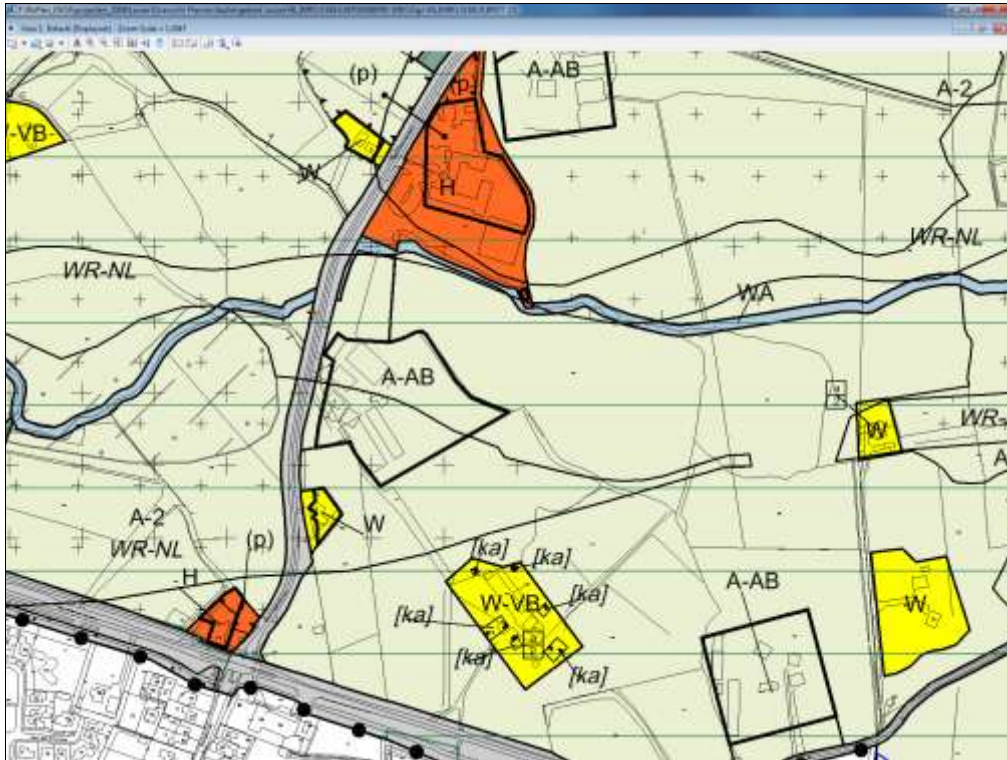 (p)
A-AB
(p)
A-2
-VB-
W
H
WR-NL
WR-NL
WA
A-AB
W
WR-
A
A-2
WR-NL
(p)
W
H
[ka]
[ka]
W-VB
[ka]
[ka]
[ka]
[ka]
A-AB
W